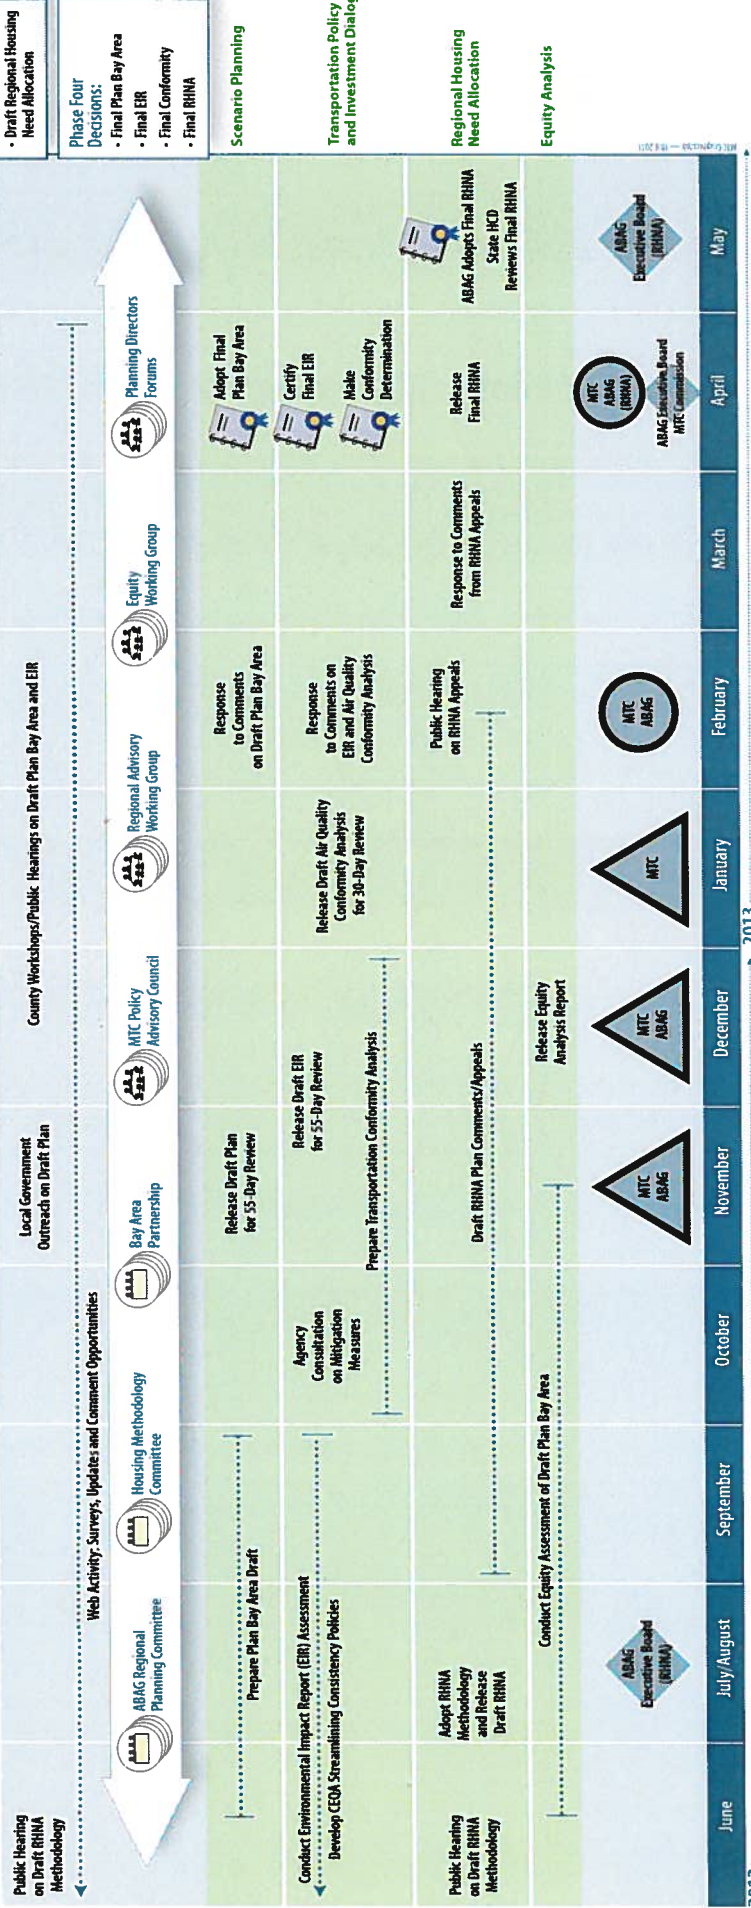 • Draft Regional Housing
Need Allocation
Phase Four
Decisions:
• Final Plan Bay Area
• Final EIR
• Final Conformity
• Final RHNA
Public Hearing
on Draft RHNA
Methodology
Local Government
Outreach on Draft Plan
County Workshops/Public Hearings on Draft Plan Bay Area and EIR
Web Activity: Surveys, Updates and Comment Opportunities
ABAG Regional
Planning Committee
Housing Methodology
Committee
Bay Area
Partnership
MTC Policy
Advisory Council
Regional Advisory
Working Group
Equity
Working Group
Planning Directors
Forums
Scenario Planning
Prepare Plan Bay Area Draft
Release Draft Plan
for 55-Day Review
Response
to Comments
on Draft Plan Bay Area
Adopt Final
Plan Bay Area
Transportation Policy
and Investment Dialog
Conduct Environmental Impact Report (EIR) Assessment
Develop CEQA Streamlining Consistency Policies
Agency
Consultation
on Mitigation
Measures
Release Draft EIR
for 55-Day Review
Prepare Transportation Conformity Analysis
Release Draft Air Quality
Conformity Analysis
for 30-Day Review
Response
to Comments on
EIR and Air Quality
Conformity Analysis
Certify
Final EIR
Make
Conformity
Determination
Regional Housing
Need Allocation
Public Hearing
on Draft RHNA
Methodology
Adopt RHNA
Methodology
and Release
Draft RHNA
Draft RHNA Plan Comments/Appeals
Public Hearing
on RHNA Appeals
Response to Comments
from RHNA Appeals
Release
Final RHNA
ABAG Adopts Final RHNA
State HCD
Reviews Final RHNA
Equity Analysis
Conduct Equity Assessment of Draft Plan Bay Area
Release Equity
Analysis Report
ABAG
Executive Board
(RHNA)
MTC
ABAG
MTC
ABAG
MTC
MTC
ABAG
MTC
ABAG
(RHNA)
ABAG Executive Board
MTC Commission
ABAG
Executive Board
(RHNA)
June
July/August
September
October
November
December
January
February
March
April
May
2013